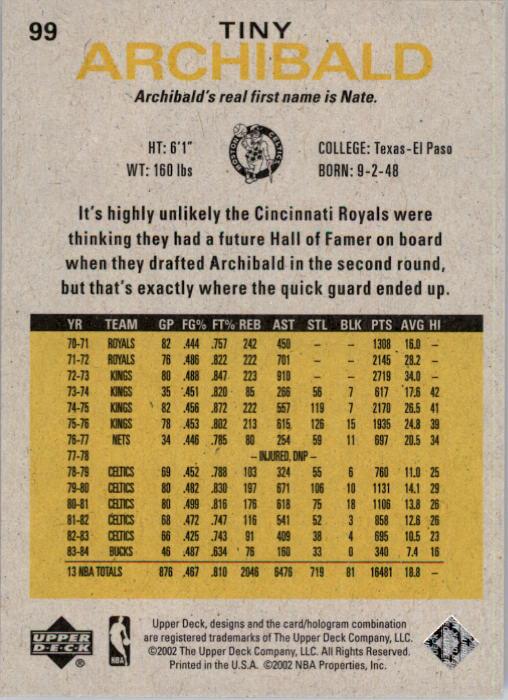 99
TINY
ARCHIBALD
Archibald's real first name is Nate.
HT: 6'1"
WT: 160 lbs
BOSTON CELTICS
COLLEGE: Texas-El Paso
BORN: 9-2-48
It's highly unlikely the Cincinnati Royals were
thinking they had a future Hall of Famer on board
when they drafted Archibald in the second round,
but that's exactly where the quick guard ended up.
YR TEAM GP FG% FT% REB AST STL BLK PTS AVG HI
70-71 ROYALS 82 .444 .757 242 450 – – 1308 16.0 –
71-72 ROYALS 76 .486 .822 222 701 – – 2145 28.2 –
72-73 KINGS 80 .488 .847 223 910 – – 2719 34.0 –
73-74 KINGS 35 .451 .820 85 266 56 7 617 17.6 42
74-75 KINGS 82 .456 .872 222 557 119 7 2170 26.5 41
75-76 KINGS 78 .453 .802 213 615 126 15 1935 24.8 39
76-77 NETS 34 .446 .785 80 254 59 11 697 20.5 34
77-78 – INJURED, DNP –
78-79 CELTICS 69 .452 .788 103 324 55 6 760 11.0 25
79-80 CELTICS 80 .482 .830 197 671 106 10 1131 14.1 29
80-81 CELTICS 80 .499 .816 176 618 75 18 1106 13.8 26
81-82 CELTICS 68 .472 .747 116 541 52 3 858 12.6 26
82-83 CELTICS 66 .425 .743 91 409 38 4 695 10.5 23
83-84 BUCKS 46 .487 .634 76 160 33 0 340 7.4 16
13 NBA TOTALS 876 .467 .810 2046 6476 719 81 16481 18.8 –
UPPER
DECK
®
NBA
Upper Deck, designs and the card/hologram combination
are registered trademarks of The Upper Deck Company, LLC.
©2002 The Upper Deck Company, LLC. All Rights Reserved.
Printed in the U.S.A. ©2002 NBA Properties, Inc.